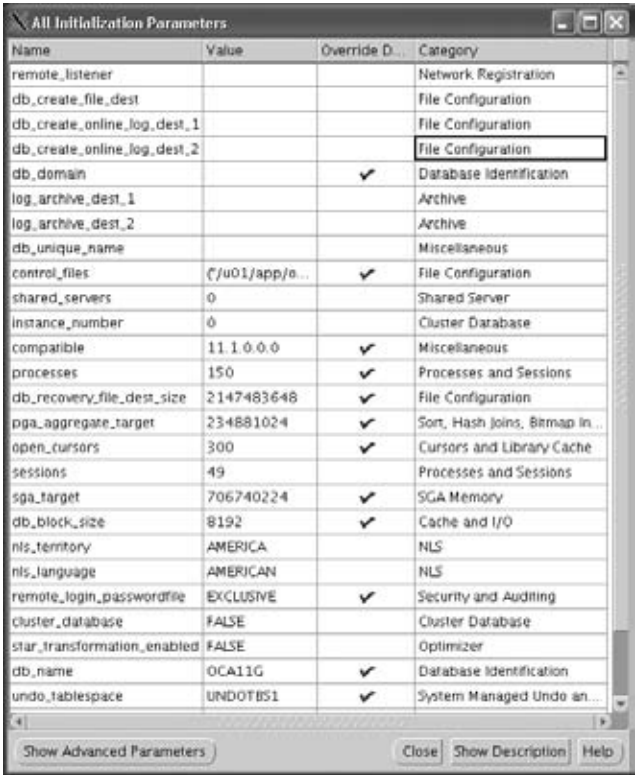 All Initialization Parameters
Name Value Override D... Category
remote_listener Network Registration
db_create_file_dest File Configuration
db_create_online_log_dest_1 File Configuration
db_create_online_log_dest_2 File Configuration
db_domain ✔ Database Identification
log_archive_dest_1 Archive
log_archive_dest_2 Archive
db_unique_name Miscellaneous
control_files ("/u01/app/o... ✔ File Configuration
shared_servers 0 Shared Server
instance_number 0 Cluster Database
compatible 11.1.0.0.0 ✔ Miscellaneous
processes 150 ✔ Processes and Sessions
db_recovery_file_dest_size 2147483648 ✔ File Configuration
pga_aggregate_target 234881024 ✔ Sort, Hash Joins, Bitmap In...
open_cursors 300 ✔ Cursors and Library Cache
sessions 49 Processes and Sessions
sga_target 706740224 ✔ SGA Memory
db_block_size 8192 ✔ Cache and I/O
nls_territory AMERICA NLS
nls_language AMERICAN NLS
remote_login_passwordfile EXCLUSIVE ✔ Security and Auditing
cluster_database FALSE Cluster Database
star_transformation_enabled FALSE Optimizer
db_name OCA11G ✔ Database Identification
undo_tablespace UNDOTBS1 ✔ System Managed Undo an...
Show Advanced Parameters Close Show Description Help